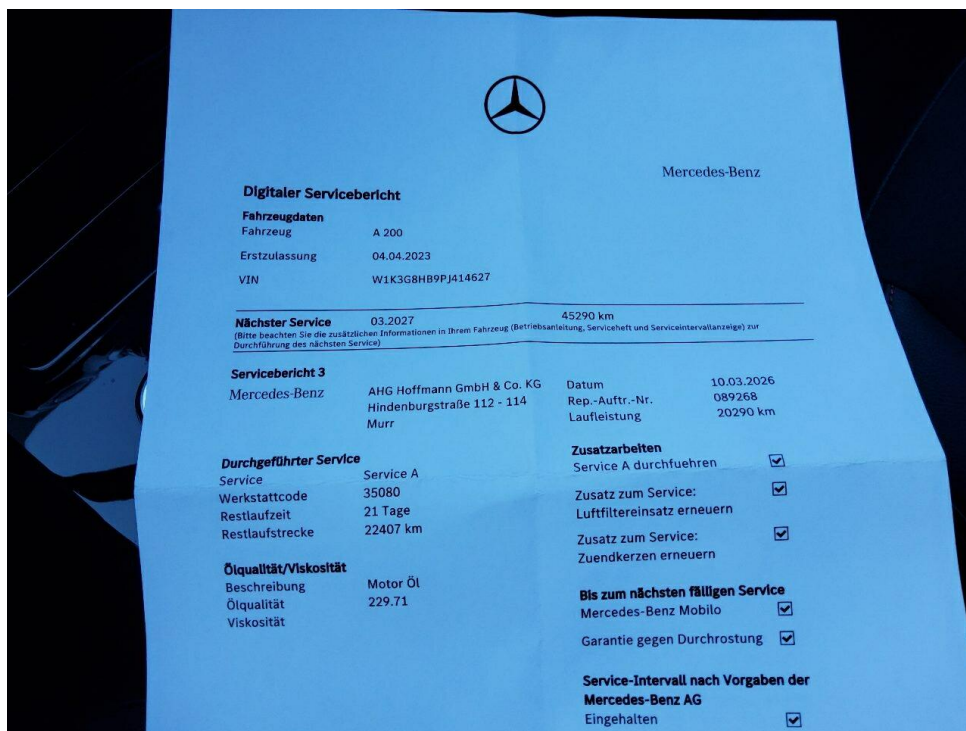 Mercedes-Benz
Digitaler Servicebericht
Fahrzeugdaten
Fahrzeug A 200
Erstzulassung 04.04.2023
VIN W1K3G8HB9PJ414627
Nächster Service 03.2027 45290 km
(Bitte beachten Sie die zusätzlichen Informationen in Ihrem Fahrzeug (Betriebsanleitung, Serviceheft und Serviceintervallanzeige) zur
Durchführung des nächsten Service)
Servicebericht 3
Mercedes-Benz AHG Hoffmann GmbH & Co. KG
Hindenburgstraße 112 - 114
Murr
Datum 10.03.2026
Rep.-Auftr.-Nr. 089268
Laufleistung 20290 km
Durchgeführter Service
Service Service A
Werkstattcode 35080
Restlaufzeit 21 Tage
Restlaufstrecke 22407 km
Ölqualität/Viskosität
Beschreibung Motor Öl
Ölqualität 229.71
Viskosität
Zusatzarbeiten
Service A durchfuehren
Zusatz zum Service:
Luftfiltereinsatz erneuern
Zusatz zum Service:
Zuendkerzen erneuern
Bis zum nächsten fälligen Service
Mercedes-Benz Mobilo
Garantie gegen Durchrostung
Service-Intervall nach Vorgaben der
Mercedes-Benz AG
Eingehalten